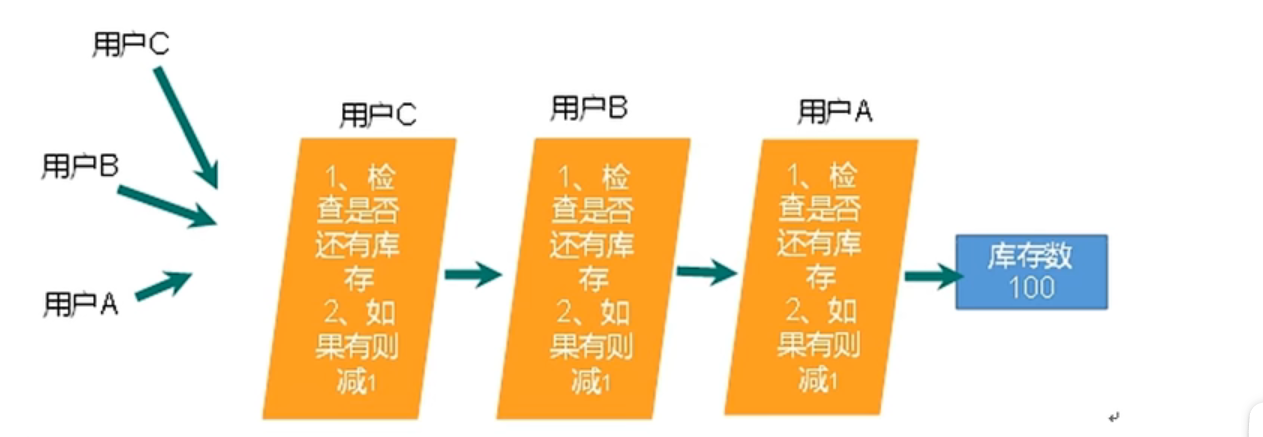 用户C
用户B
用户A
用户C
1、检
查是否
还有库
存
2、如
果有则
减1
用户B
1、检
查是否
还有库
存
2、如
果有则
减1
用户A
1、检
查是否
还有库
存
2、如
果有则
减1
库存数
100